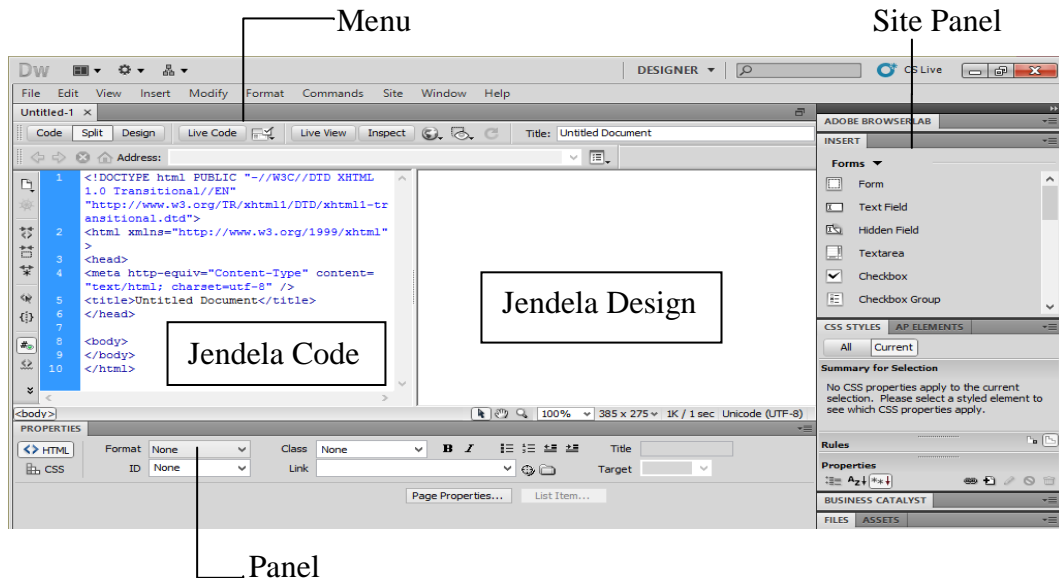 Menu
Site Panel
Dw
DESIGNER
CS Live
File Edit View Insert Modify Format Commands Site Window Help
Untitled-1 ×
Code Split Design Live Code Live View Inspect Title: Untitled Document
Address:
1 <!DOCTYPE html PUBLIC "-//W3C//DTD XHTML
1.0 Transitional//EN"
"http://www.w3.org/TR/xhtml1/DTD/xhtml1-tr
ansitional.dtd">
2 <html xmlns="http://www.w3.org/1999/xhtml"
>
3 <head>
4 <meta http-equiv="Content-Type" content=
"text/html; charset=utf-8" />
5 <title>Untitled Document</title>
6 </head>
7
8 <body>
9 </body>
10 </html>
Jendela Code
Jendela Design
<body>
100% 385 x 275 1K / 1 sec Unicode (UTF-8)
ADOBE BROWSERLAB
INSERT
Forms
Form
Text Field
Hidden Field
Textarea
Checkbox
Checkbox Group
CSS STYLES AP ELEMENTS
All Current
Summary for Selection
No CSS properties apply to the current
selection. Please select a styled element to
see which CSS properties apply.
Rules
Properties
BUSINESS CATALYST
FILES ASSETS
PROPERTIES
<> HTML Format None Class None B I Title
CSS ID None Link Target
Page Properties... List Item...
Panel